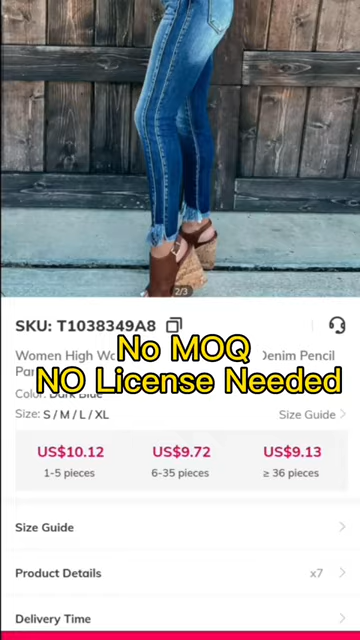 2/3
SKU: T1038349A8
No MOQ
Women High Denim Pencil
NO License Needed
Color: Dark Blue
Size: S / M / L / XL
Size Guide
US$10.12
US$9.72
US$9.13
1-5 pieces
6-35 pieces
≥ 36 pieces
Size Guide
Product Details
x7
Delivery Time